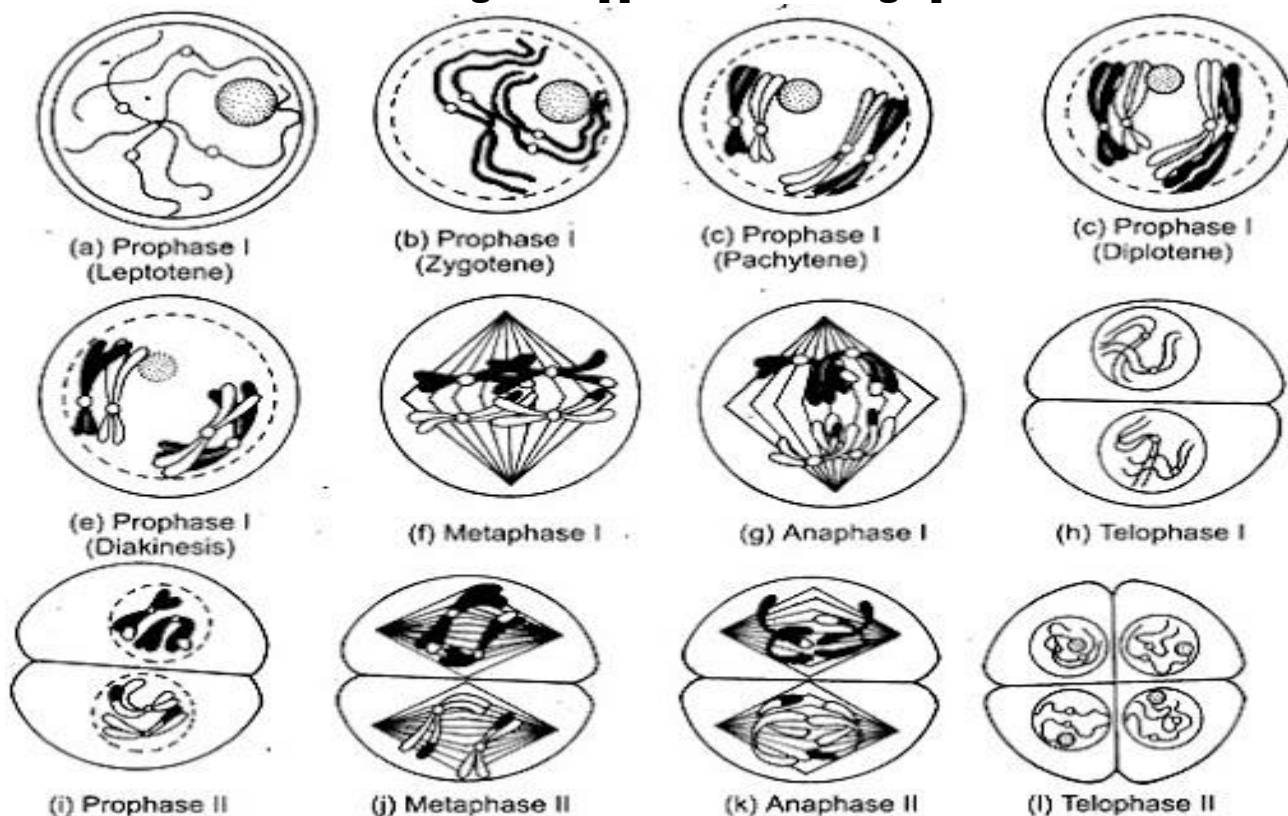 (a) Prophase I
(Leptotene)
(b) Prophase I
(Zygotene)
(c) Prophase I
(Pachytene)
(c) Prophase I
(Diplotene)
(e) Prophase I
(Diakinesis)
(f) Metaphase I
(g) Anaphase I
(h) Telophase I
(i) Prophase II
(j) Metaphase II
(k) Anaphase II
(l) Telophase II